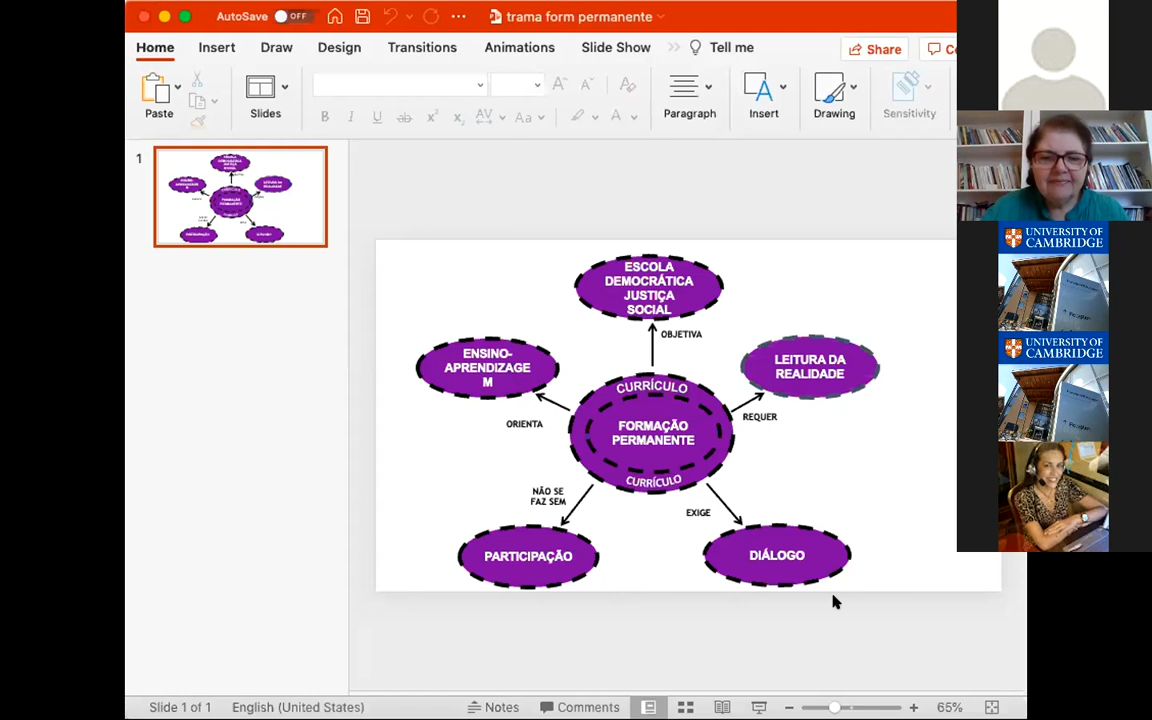 AutoSave OFF
trama form permanente
Home Insert Draw Design Transitions Animations Slide Show Tell me
Share
Paste
Slides
Paragraph
Insert
Drawing
Sensitivity
1
ESCOLA
DEMOCRÁTICA
JUSTIÇA
SOCIAL
OBJETIVA
ENSINO-
APRENDIZAGE
M
LEITURA DA
REALIDADE
CURRÍCULO
FORMAÇÃO
PERMANENTE
CURRÍCULO
ORIENTA
REQUER
NÃO SE
FAZ SEM
EXIGE
PARTICIPAÇÃO
DIÁLOGO
UNIVERSITY OF
CAMBRIDGE
UNIVERSITY OF
CAMBRIDGE
Slide 1 of 1 English (United States) Notes Comments 65%